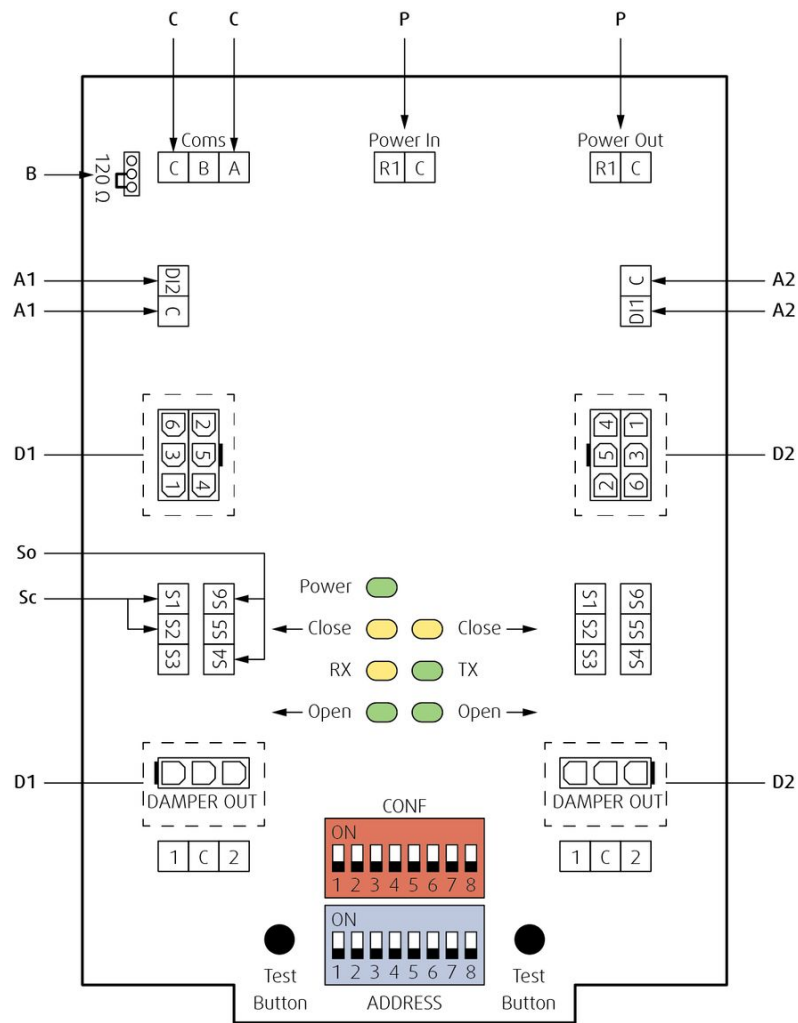 C C P P
Coms Power In Power Out
B 120 Ω C B A R1 C R1 C
A1 DI2 C A2
A1 C DI1 A2
D1 6 2 4 1 D2
3 5 5 3
1 4 2 6
So
Power
Sc S1 S6 S1 S6
S2 S5 Close Close S2 S5
S3 S4 RX TX S3 S4
Open Open
D1 D2
DAMPER OUT DAMPER OUT
CONF
1 C 2 ON 1 C 2
1 2 3 4 5 6 7 8
ON
1 2 3 4 5 6 7 8
Test Button ADDRESS Test Button